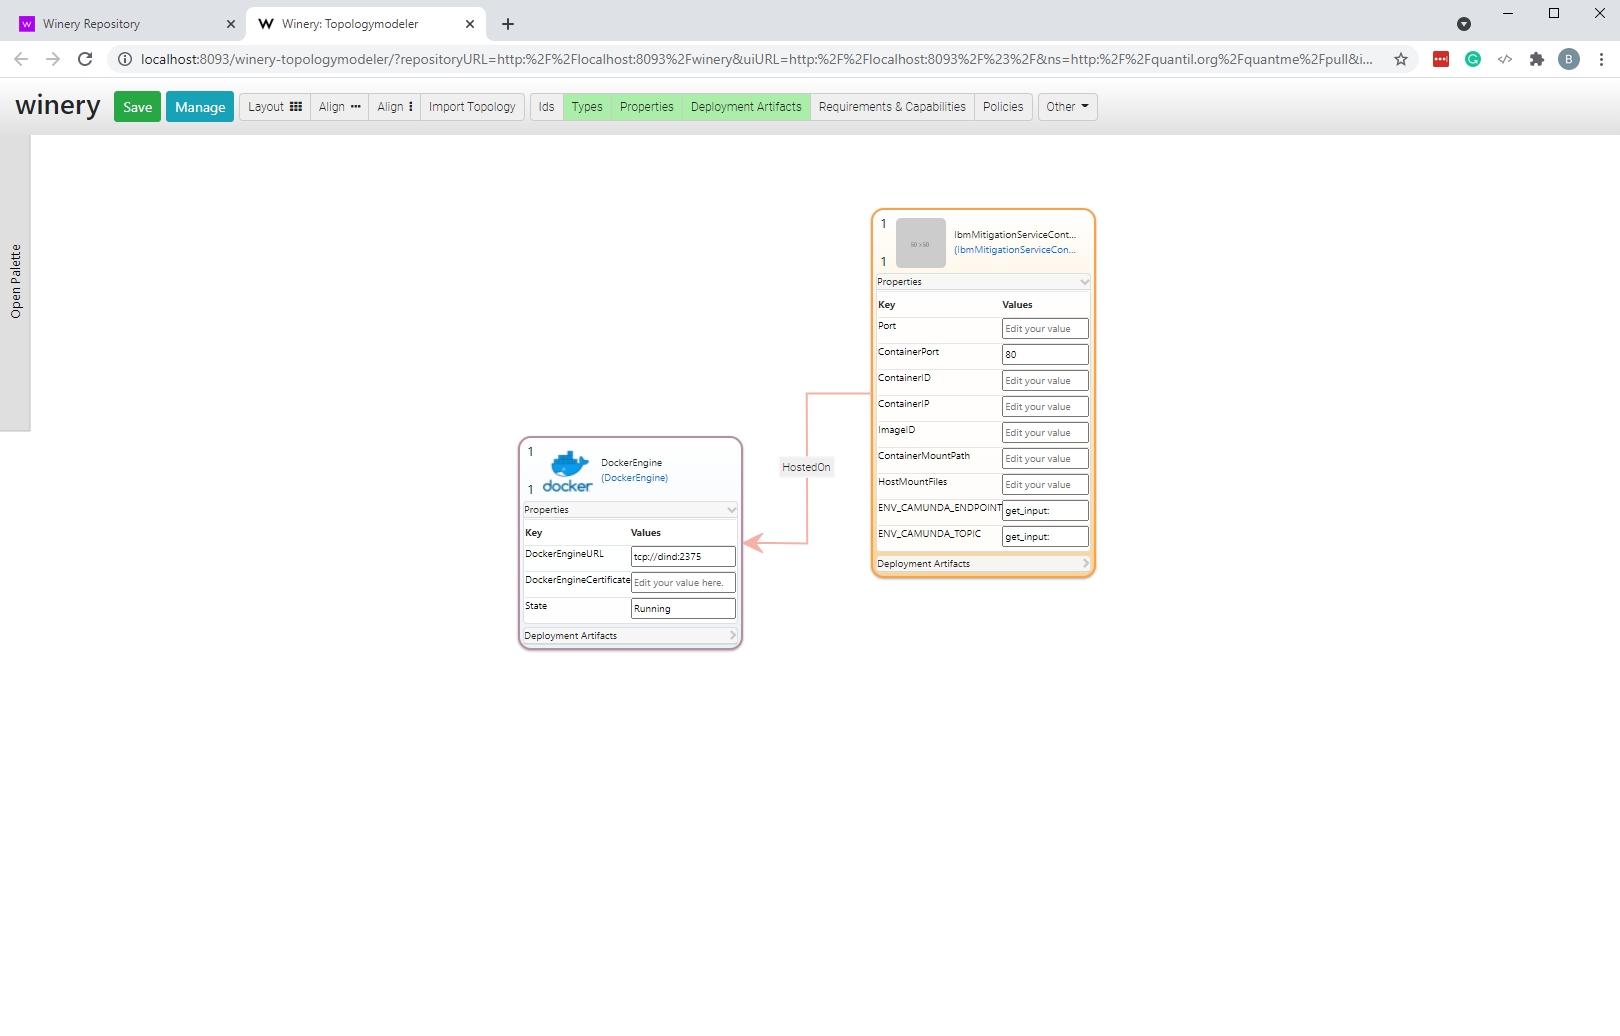 Winery Repository
Winery: Topologymodeler
localhost:8093/winery-topologymodeler/?repositoryURL=http:%2F%2Flocalhost:8093%2Fwinery&uiURL=http:%2F%2Flocalhost:8093%2F%23%2F&ns=http:%2F%2Fquantil.org%2Fquantme%2Fpull&i...
B
winery
Save
Manage
Layout
Align
Align
Import Topology
Ids
Types
Properties
Deployment Artifacts
Requirements & Capabilities
Policies
Other
Open Palette
1
50 x 50
IbmMitigationServiceCont...
(IbmMitigationServiceCon...
1
Properties
Key Values
Port Edit your value
ContainerPort 80
ContainerID Edit your value
ContainerIP Edit your value
ImageID Edit your value
ContainerMountPath Edit your value
HostMountFiles Edit your value
ENV_CAMUNDA_ENDPOINT get_input:
ENV_CAMUNDA_TOPIC get_input:
Deployment Artifacts
HostedOn
1
docker
DockerEngine
(DockerEngine)
1
Properties
Key Values
DockerEngineURL tcp://dind:2375
DockerEngineCertificate Edit your value here.
State Running
Deployment Artifacts